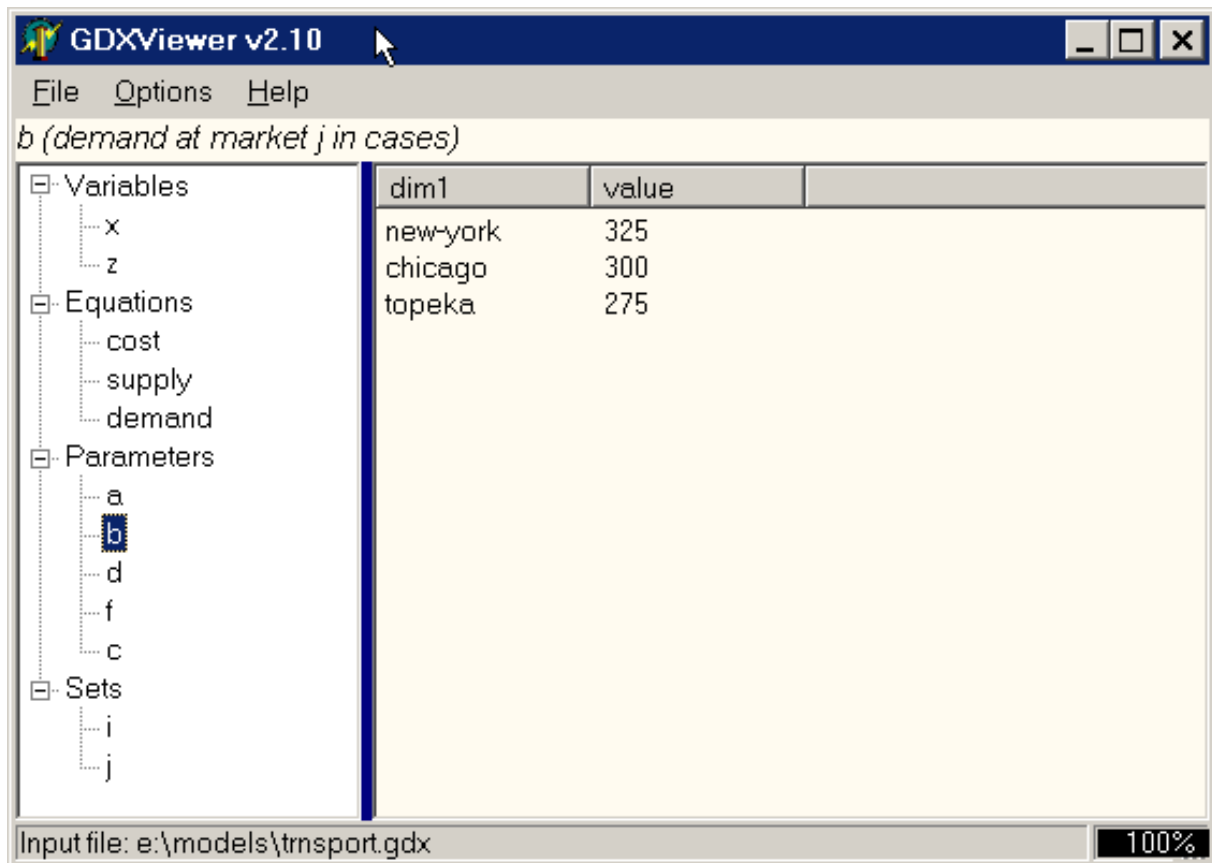 GDXViewer v2.10
File Options Help
b (demand at market j in cases)
Variables
x
z
Equations
cost
supply
demand
Parameters
a
b
d
f
c
Sets
i
j
dim1 value
new-york 325
chicago 300
topeka 275
Input file: e:\models\trnsport.gdx 100%